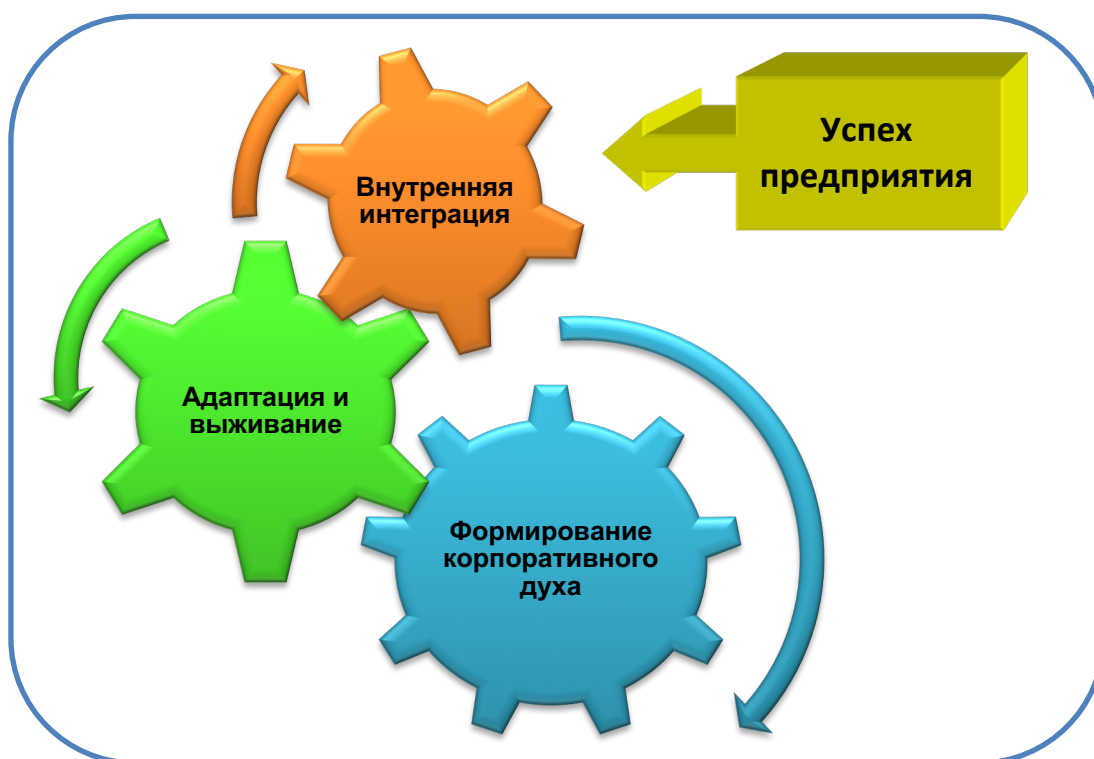 Успех
предприятия
Внутренняя
интеграция
Адаптация и
выживание
Формирование
корпоративного
духа